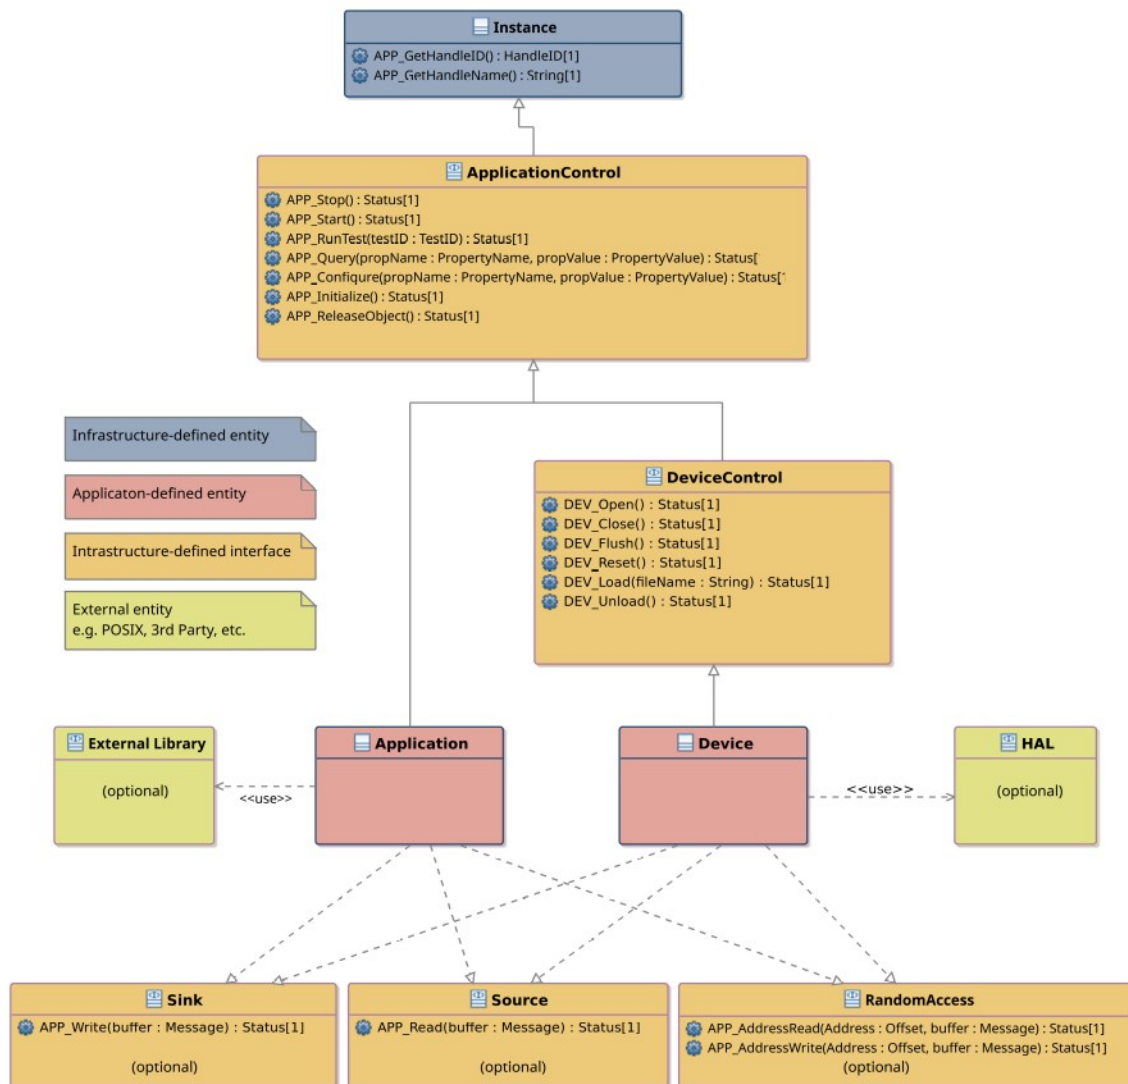 Instance
APP_GetHandleID() : HandleID[1]
APP_GetHandleName() : String[1]
ApplicationControl
APP_Stop() : Status[1]
APP_Start() : Status[1]
APP_RunTest(testID : TestID) : Status[1]
APP_Query(propName : PropertyName, propValue : PropertyValue) : Status[
APP_Configure(propName : PropertyName, propValue : PropertyValue) : Status[1
APP_Initialize() : Status[1]
APP_ReleaseObject() : Status[1]
Infrastructure-defined entity
Applicaton-defined entity
Intrastructure-defined interface
External entity
e.g. POSIX, 3rd Party, etc.
DeviceControl
DEV_Open() : Status[1]
DEV_Close() : Status[1]
DEV_Flush() : Status[1]
DEV_Reset() : Status[1]
DEV_Load(fileName : String) : Status[1]
DEV_Unload() : Status[1]
External Library
(optional)
<<use>>
Application
Device
<<use>>
HAL
(optional)
Sink
APP_Write(buffer : Message) : Status[1]
(optional)
Source
APP_Read(buffer : Message) : Status[1]
(optional)
RandomAccess
APP_AddressRead(Address : Offset, buffer : Message) : Status[1]
APP_AddressWrite(Address : Offset, buffer : Message) : Status[1]
(optional)